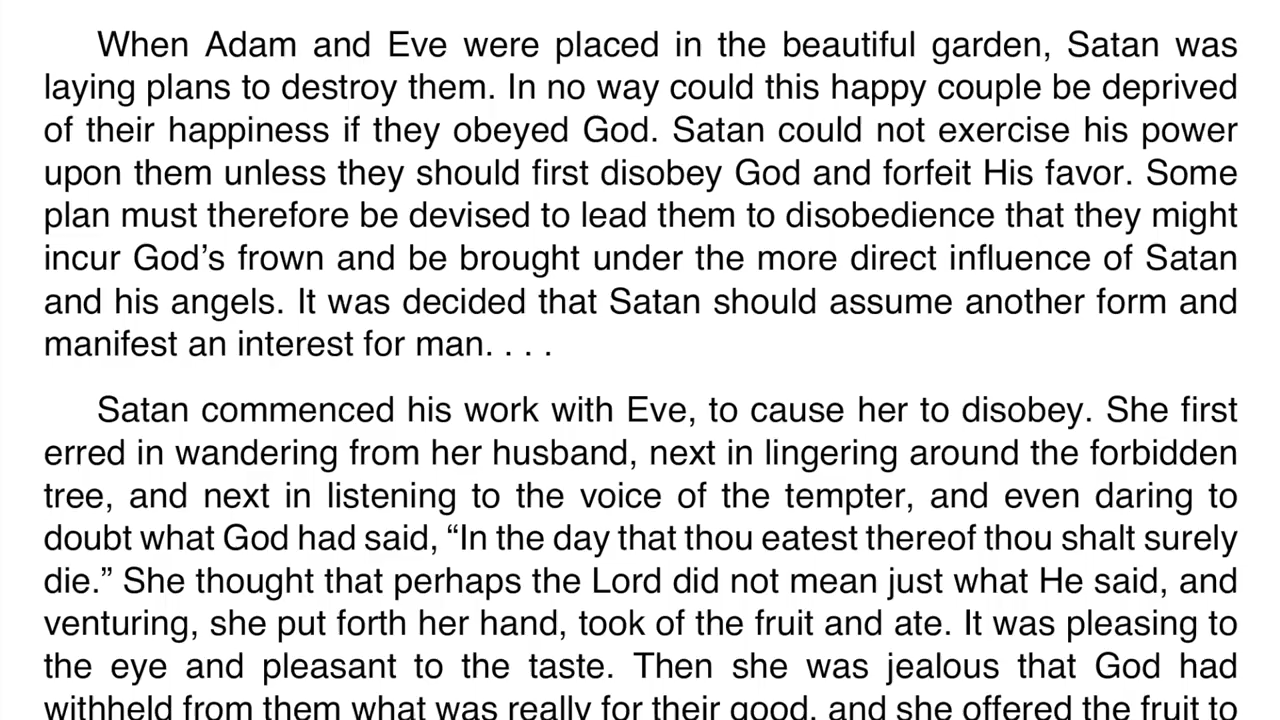 When Adam and Eve were placed in the beautiful garden, Satan was
laying plans to destroy them. In no way could this happy couple be deprived
of their happiness if they obeyed God. Satan could not exercise his power
upon them unless they should first disobey God and forfeit His favor. Some
plan must therefore be devised to lead them to disobedience that they might
incur God’s frown and be brought under the more direct influence of Satan
and his angels. It was decided that Satan should assume another form and
manifest an interest for man. . . .
Satan commenced his work with Eve, to cause her to disobey. She first
erred in wandering from her husband, next in lingering around the forbidden
tree, and next in listening to the voice of the tempter, and even daring to
doubt what God had said, “In the day that thou eatest thereof thou shalt surely
die.” She thought that perhaps the Lord did not mean just what He said, and
venturing, she put forth her hand, took of the fruit and ate. It was pleasing to
the eye and pleasant to the taste. Then she was jealous that God had
withheld from them what was really for their good, and she offered the fruit to